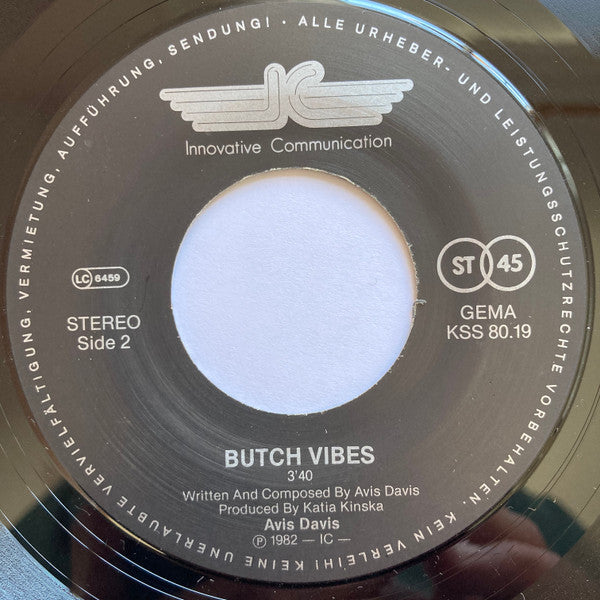 ALLE URHEBER- UND LEISTUNGSSCHUTZRECHTE VORBEHALTEN · KEIN VERLEIH! KEINE UNERLAUBTE VERVIELFÄLTIGUNG, VERMIETUNG, AUFFÜHRUNG, SENDUNG! ·
IC
Innovative Communication
LC 6459
ST 45
STEREO
Side 2
GEMA
KSS 80.19
BUTCH VIBES
3'40
Written And Composed By Avis Davis
Produced By Katia Kinska
Avis Davis
Ⓟ 1982 — IC —